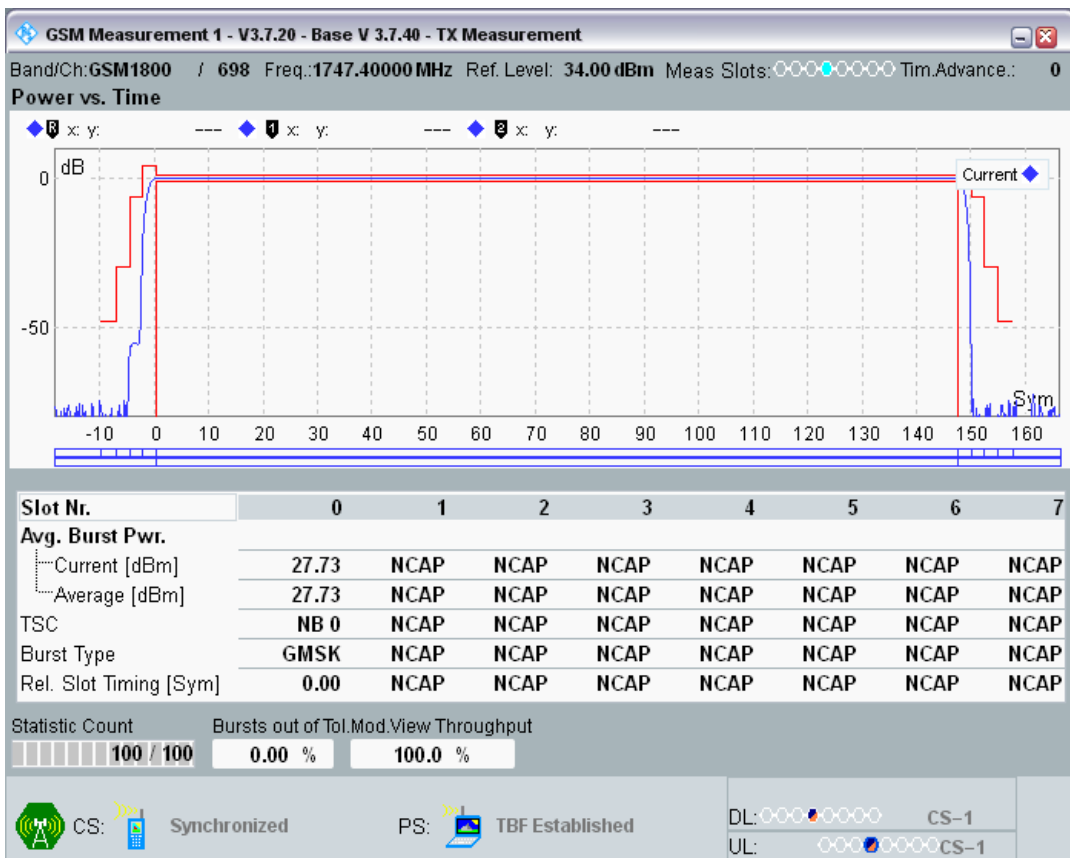 GSM Measurement 1 - V3.7.20 - Base V 3.7.40 - TX Measurement
Band/Ch:GSM1800 / 698 Freq.:1747.40000 MHz Ref. Level: 34.00 dBm Meas Slots: Tim.Advance.: 0
Power vs. Time
R x: y: --- 1 x: y: --- 2 x: y: ---
dB
Current
0
-50
Sym
-10 0 10 20 30 40 50 60 70 80 90 100 110 120 130 140 150 160
Slot Nr. 0 1 2 3 4 5 6 7
Avg. Burst Pwr.
Current [dBm] 27.73 NCAP NCAP NCAP NCAP NCAP NCAP NCAP
Average [dBm] 27.73 NCAP NCAP NCAP NCAP NCAP NCAP NCAP
TSC NB 0 NCAP NCAP NCAP NCAP NCAP NCAP NCAP
Burst Type GMSK NCAP NCAP NCAP NCAP NCAP NCAP NCAP
Rel. Slot Timing [Sym] 0.00 NCAP NCAP NCAP NCAP NCAP NCAP NCAP
Statistic Count Bursts out of Tol.Mod.View Throughput
100 / 100 0.00 % 100.0 %
CS: Synchronized PS: TBF Established
DL: CS-1
UL: CS-1